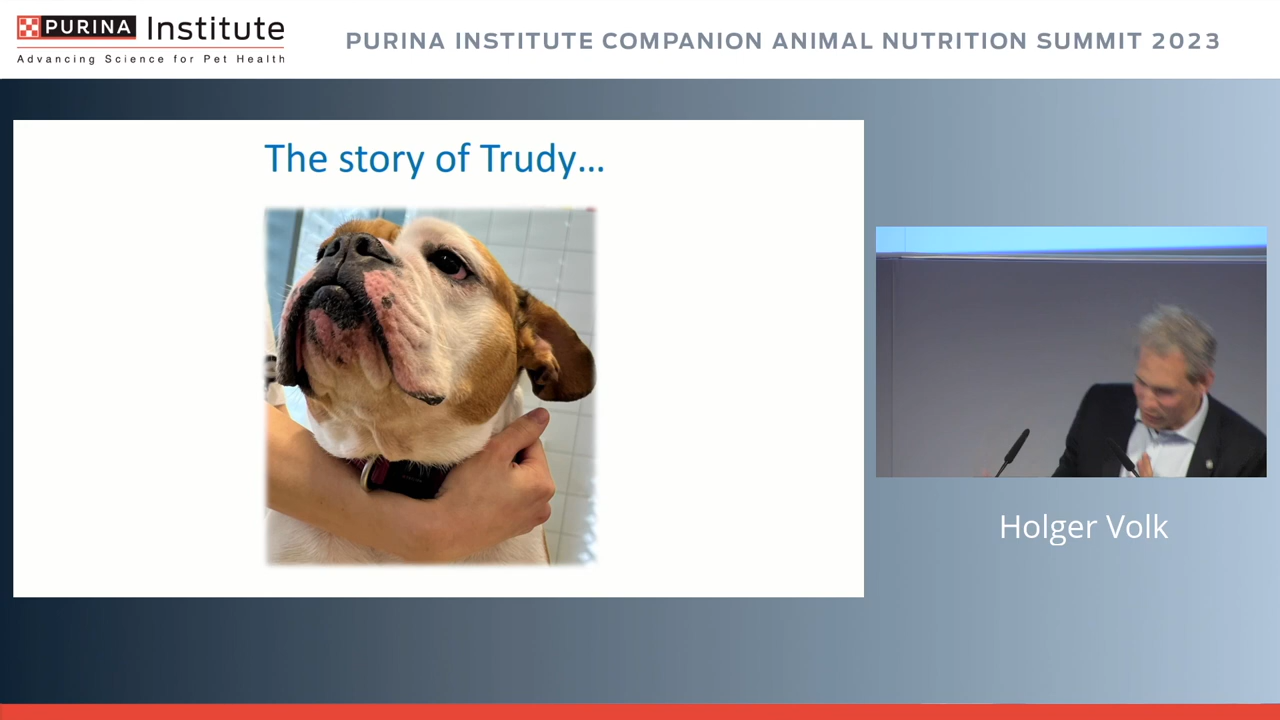 PURINA Institute
Advancing Science for Pet Health
PURINA INSTITUTE COMPANION ANIMAL NUTRITION SUMMIT 2023
The story of Trudy...
Holger Volk